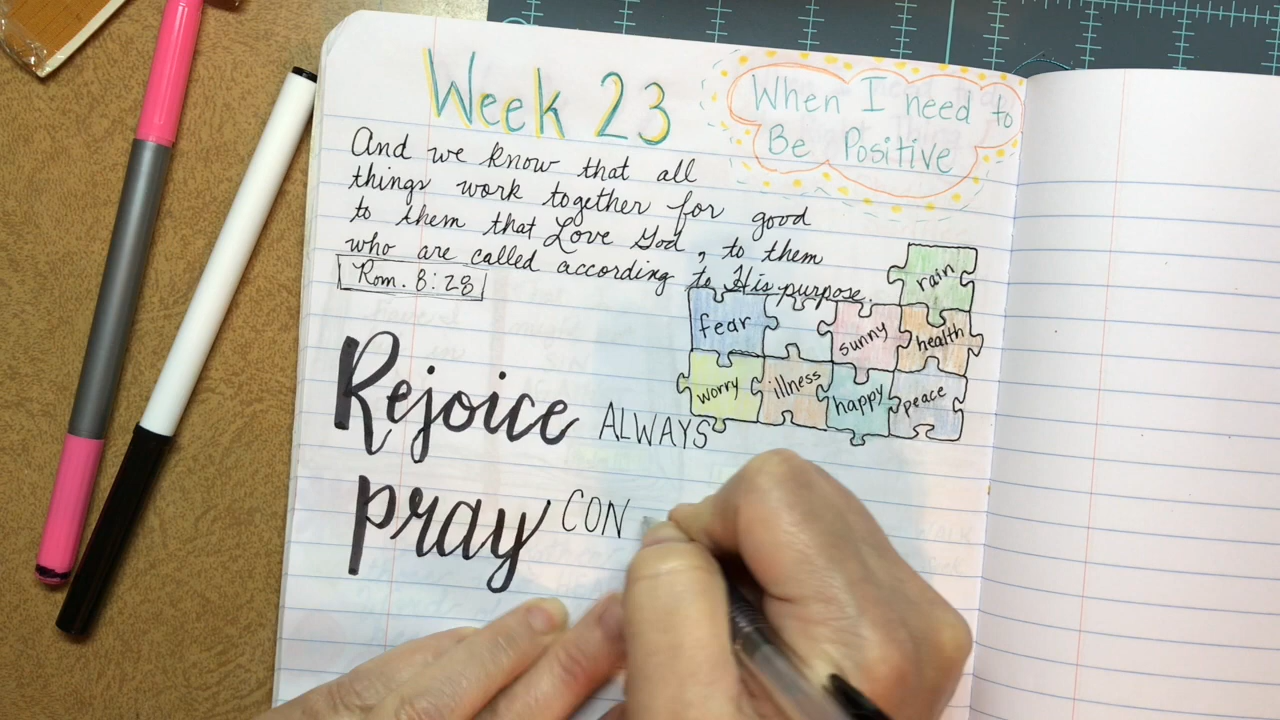 Week 23
When I need to
Be Positive
And we know that all
things work together for good
to them that Love God, to them
who are called according to His purpose.
Rom. 8:28
rain
fear
sunny
health
worry
illness
happy
peace
Rejoice ALWAYS
pray CON